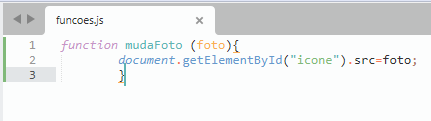 funcoes.js ×
1 function mudaFoto (foto){
2 document.getElementById("icone").src=foto;
3 }